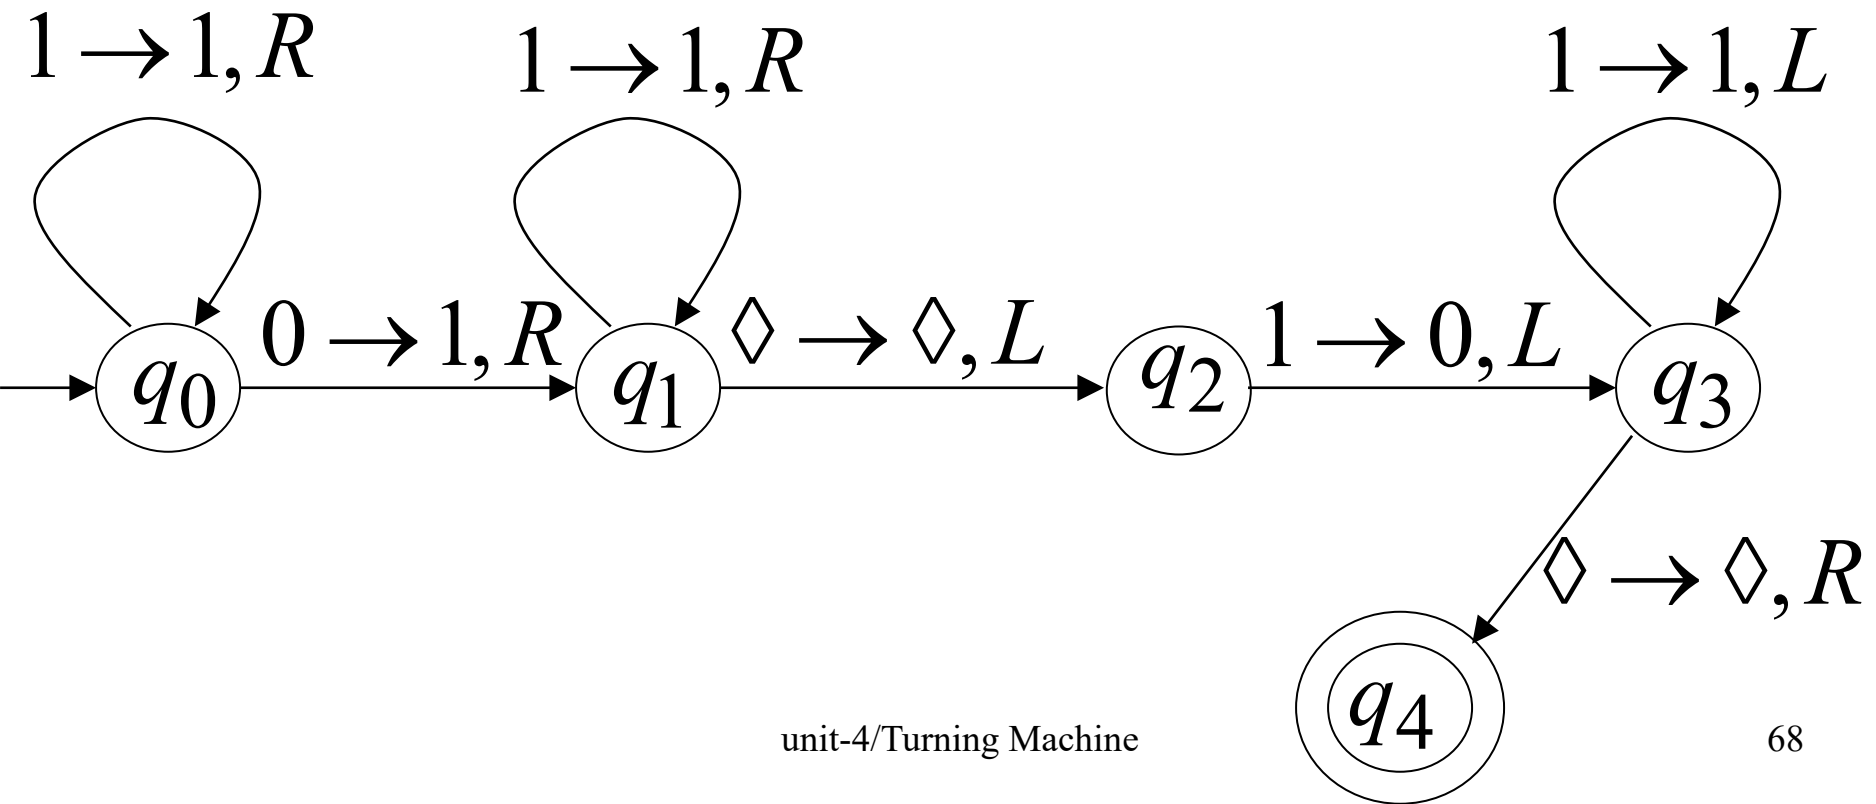 1 → 1, R
1 → 1, R
1 → 1, L
0 → 1, R
◊ → ◊, L
1 → 0, L
q0
q1
q2
q3
◊ → ◊, R
q4
unit-4/Turning Machine
68